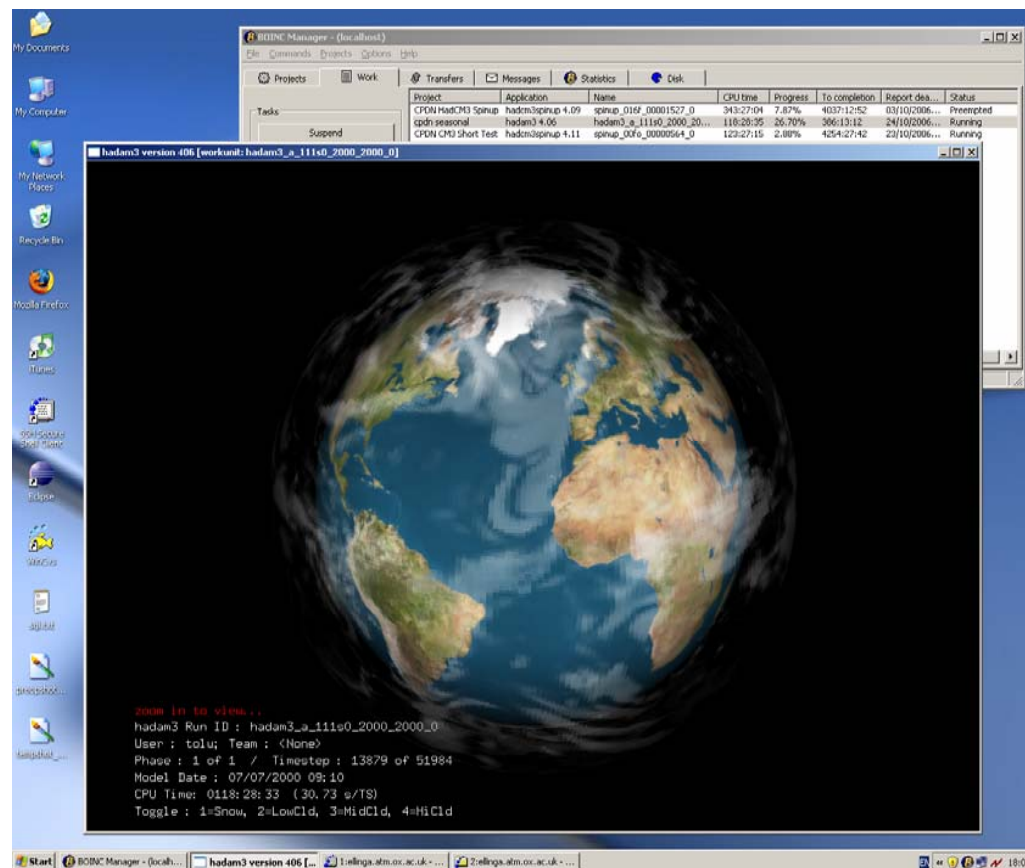 My Documents
My Computer
My Network Places
Recycle Bin
Mozilla Firefox
iTunes
SSH Secure Shell Client
Eclipse
WinCvs
BOINC Manager - (localhost)
File Commands Projects Options Help
Projects Work Transfers Messages Statistics Disk
Tasks
Suspend
Project Application Name CPU time Progress To completion Report dea... Status
CPDN HadCM3 Spinup hadcm3spinup 4.09 spinup_016f_00001527_0 343:27:04 7.87% 4037:12:52 03/10/2006... Preempted
cpdn seasonal hadam3 4.06 hadam3_a_111s0_2000_20... 118:28:35 26.70% 386:13:12 24/10/2006... Running
CPDN CM3 Short Test hadcm3spinup 4.11 spinup_00fo_00000564_0 123:27:15 2.88% 4254:27:42 23/10/2006... Running
hadam3 version 406 [workunit: hadam3_a_111s0_2000_2000_0]
zoom in to view...
hadam3 Run ID : hadam3_a_111s0_2000_2000_0
User : tolu; Team : <None>
Phase : 1 of 1 / Timestep : 13879 of 51984
Model Date : 07/07/2000 09:10
CPU Time: 0118:28:33 (30.73 s/TS)
Toggle : 1=Snow, 2=LowCld, 3=MidCld, 4=HiCld
Start BOINC Manager - (localh... hadam3 version 406 [... 1:elinga.atm.ox.ac.uk - ... 2:elinga.atm.ox.ac.uk - ...